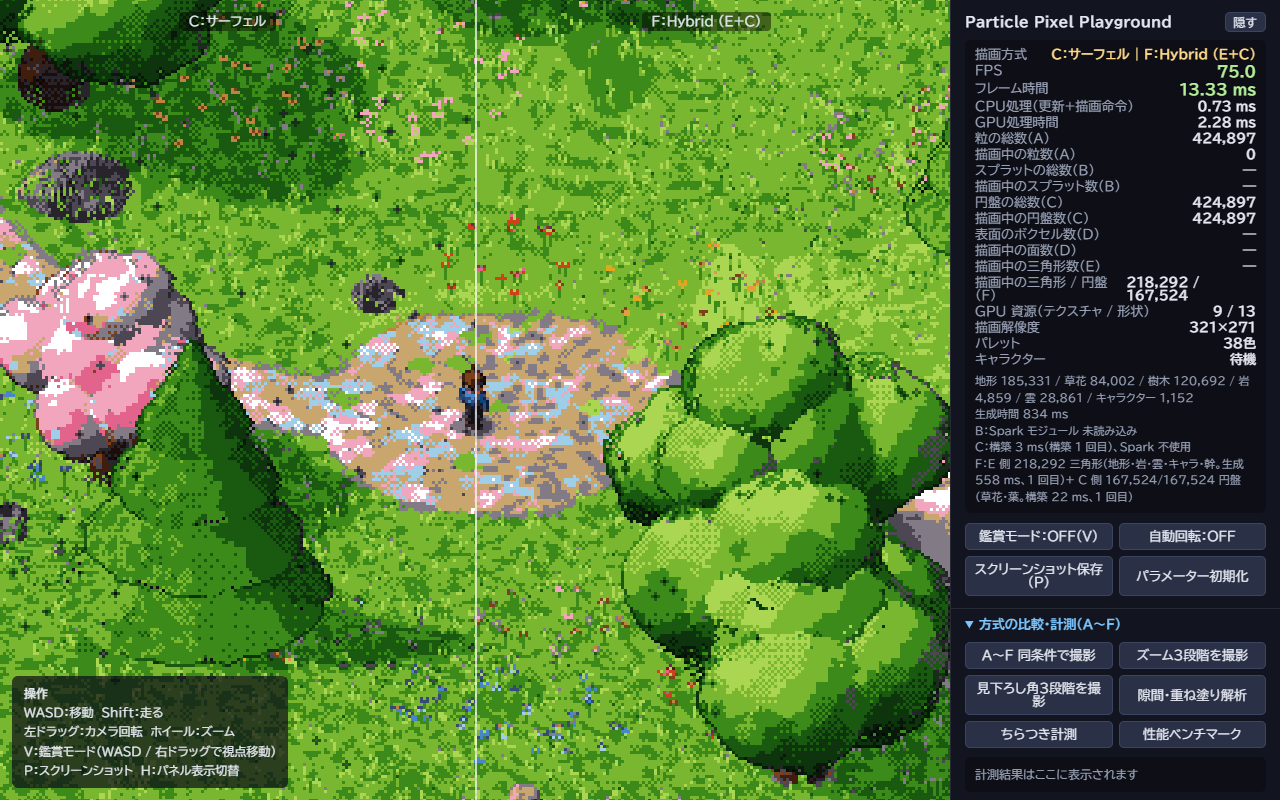 C:サーフェル
F:Hybrid (E+C)
操作
WASD:移動 Shift:走る
左ドラッグ:カメラ回転 ホイール:ズーム
V:鑑賞モード(WASD / 右ドラッグで視点移動)
P:スクリーンショット H:パネル表示切替
Particle Pixel Playground 隠す
描画方式 C:サーフェル | F:Hybrid (E+C)
FPS 75.0
フレーム時間 13.33 ms
CPU処理(更新+描画命令) 0.73 ms
GPU処理時間 2.28 ms
粒の総数(A) 424,897
描画中の粒数(A) 0
スプラットの総数(B) —
描画中のスプラット数(B) —
円盤の総数(C) 424,897
描画中の円盤数(C) 424,897
表面のボクセル数(D) —
描画中の面数(D) —
描画中の三角形数(E) —
描画中の三角形 / 円盤 218,292 /
(F) 167,524
GPU 資源(テクスチャ / 形状) 9 / 13
描画解像度 321×271
パレット 38色
キャラクター 待機
地形 185,331 / 草花 84,002 / 樹木 120,692 / 岩
4,859 / 雲 28,861 / キャラクター 1,152
生成時間 834 ms
B:Spark モジュール 未読み込み
C:構築 3 ms(構築 1 回目)、Spark 不使用
F:E 側 218,292 三角形(地形・岩・雲・キャラ・幹。生成
558 ms、1 回目)+ C 側 167,524/167,524 円盤
(草花・葉。構築 22 ms、1 回目)
鑑賞モード:OFF(V) 自動回転:OFF
スクリーンショット保存 パラメーター初期化
(P)
▼ 方式の比較・計測(A〜F)
A〜F 同条件で撮影 ズーム3段階を撮影
見下ろし角3段階を撮 隙間・重ね塗り解析
影
ちらつき計測 性能ベンチマーク
計測結果はここに表示されます